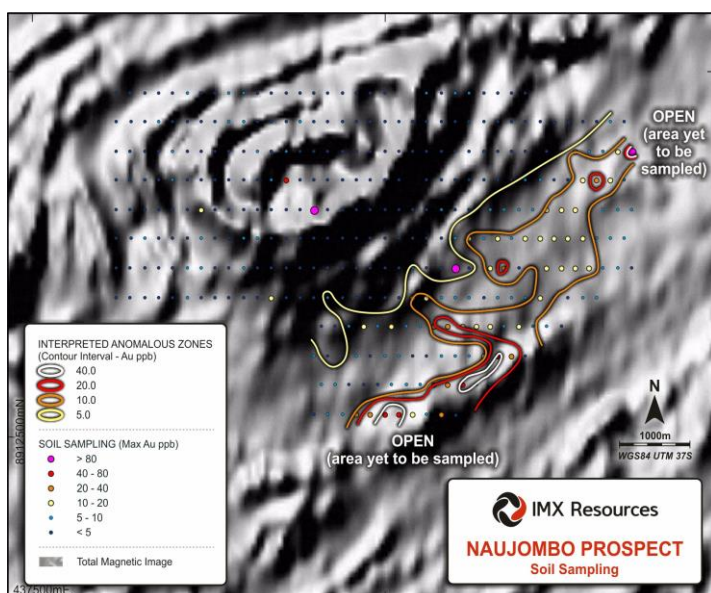 OPEN
(area yet
to be
sampled)
INTERPRETED ANOMALOUS ZONES
(Contour Interval - Au ppb)
40.0
20.0
10.0
5.0
SOIL SAMPLING (Max Au ppb)
> 80
40 - 80
20 - 40
10 - 20
5 - 10
< 5
Total Magnetic Image
OPEN
(area yet to be sampled)
N
1000m
WGS84 UTM 37S
IMX Resources
NAUJOMBO PROSPECT
Soil Sampling
8912500mN
437500mE